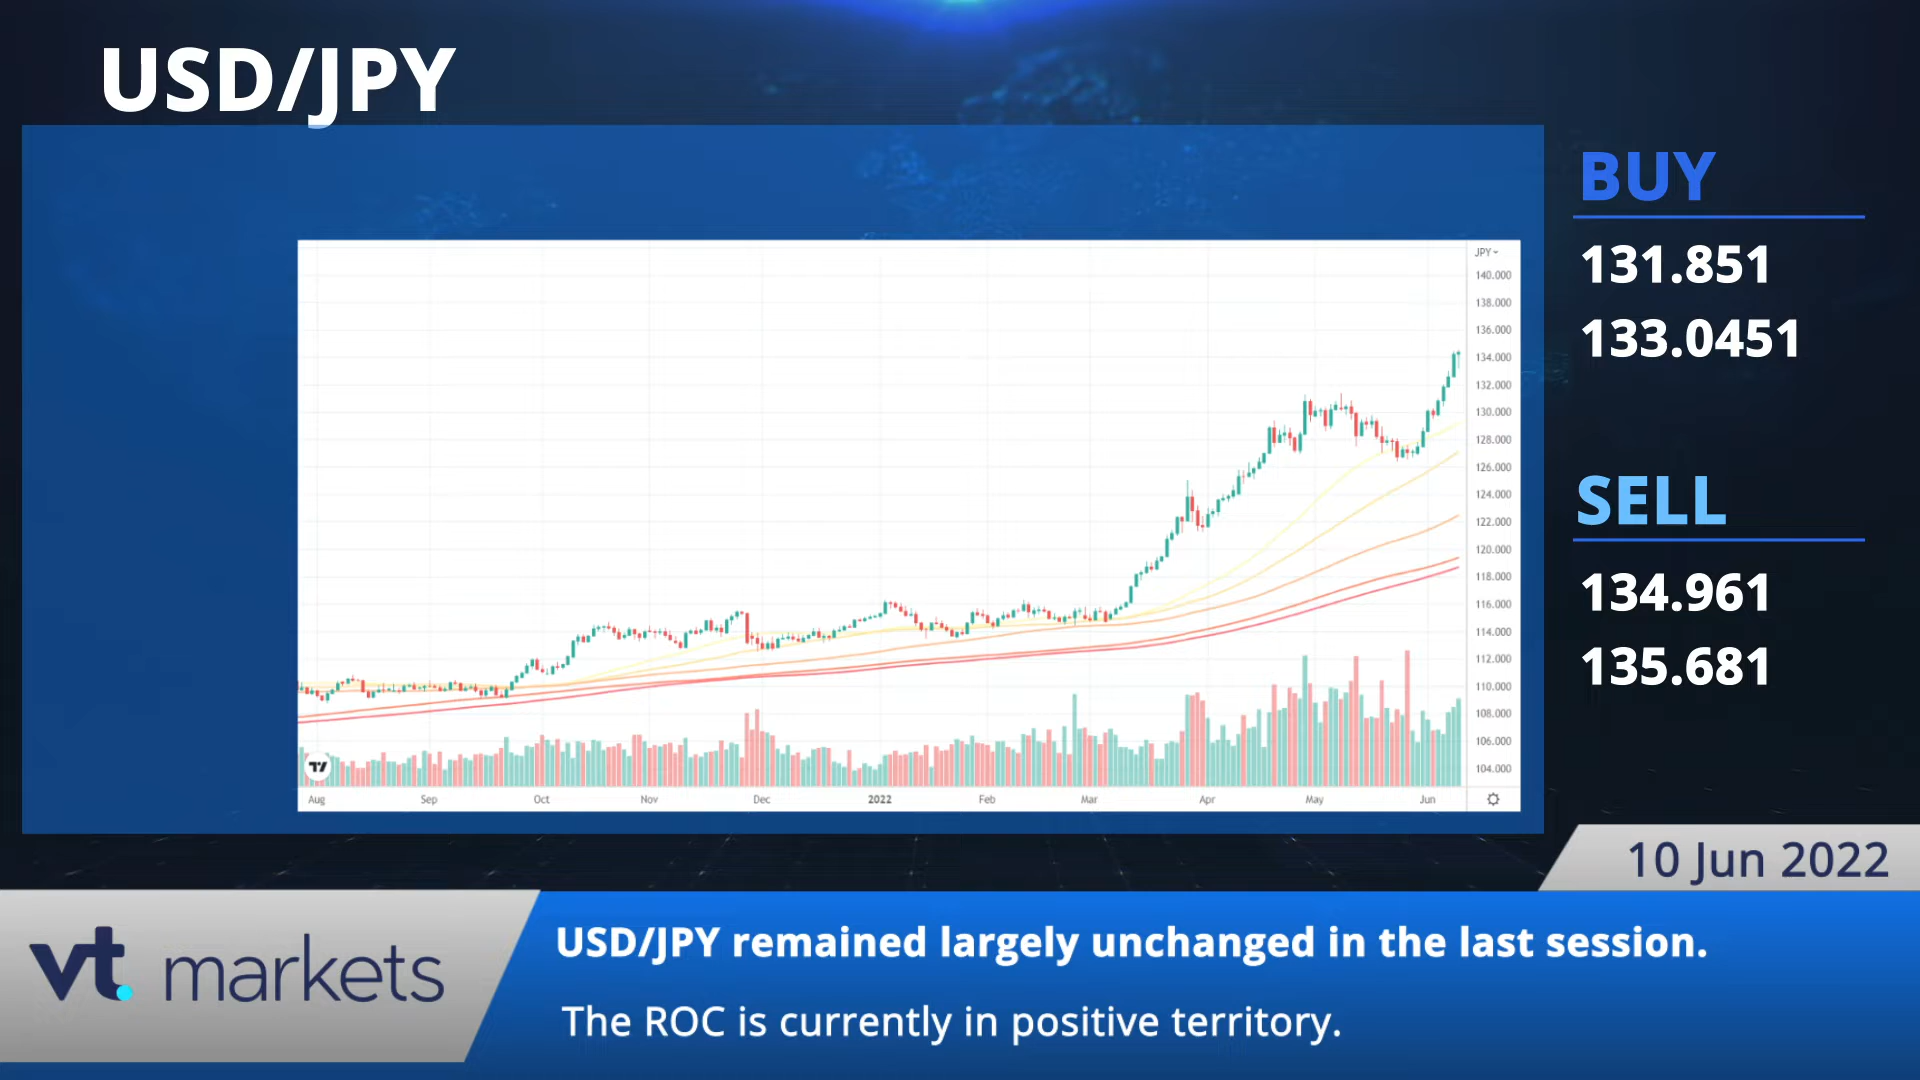 USD/JPY
BUY
131.851
133.0451
SELL
134.961
135.681
JPY
140.000
138.000
136.000
134.000
132.000
130.000
128.000
126.000
124.000
122.000
120.000
118.000
116.000
114.000
112.000
110.000
108.000
106.000
104.000
Aug Sep Oct Nov Dec 2022 Feb Mar Apr May Jun
10 Jun 2022
vt. markets
USD/JPY remained largely unchanged in the last session.
The ROC is currently in positive territory.